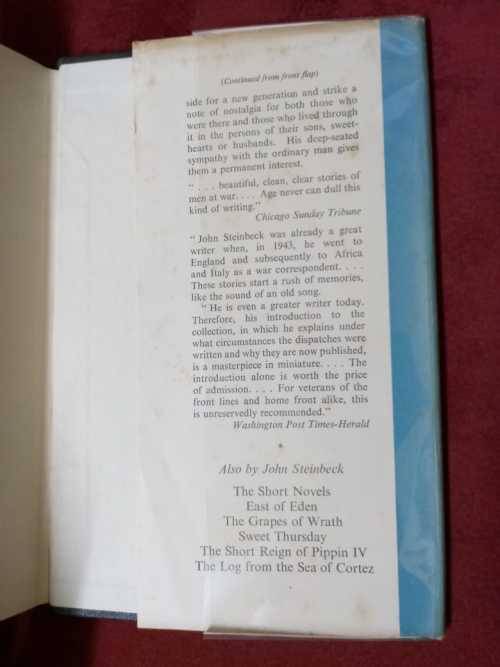 (Continued from front flap)
side for a new generation and strike a
note of nostalgia for both those who
were there and those who lived through
it in the persons of their sons, sweet-
hearts or husbands. His deep-seated
sympathy with the ordinary man gives
them a permanent interest.
" . . . beautiful, clean, clear stories of
men at war. . . . Age never can dull this
kind of writing."
Chicago Sunday Tribune
" John Steinbeck was already a great
writer when, in 1943, he went to
England and subsequently to Africa
and Italy as a war correspondent. . . .
These stories start a rush of memories,
like the sound of an old song.
" He is even a greater writer today.
Therefore, his introduction to the
collection, in which he explains under
what circumstances the dispatches were
written and why they are now published,
is a masterpiece in miniature. . . . The
introduction alone is worth the price
of admission. . . . For veterans of the
front lines and home front alike, this
is unreservedly recommended."
Washington Post Times-Herald
*
Also by John Steinbeck
The Short Novels
East of Eden
The Grapes of Wrath
Sweet Thursday
The Short Reign of Pippin IV
The Log from the Sea of Cortez